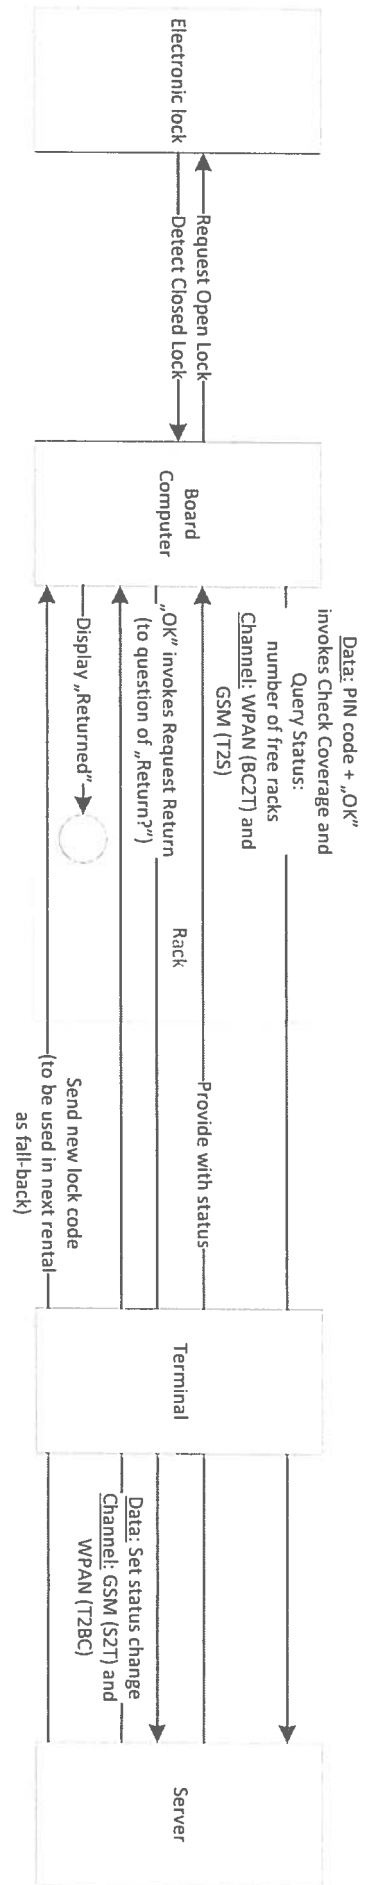 Electronic lock
Request Open Lock
Detect Closed Lock
Board
Computer
Data: PIN code + „OK”
invokes Check Coverage and
Query Status:
number of free racks
Channel: WPAN (BC2T) and
GSM (T2S)
Provide with status
„OK” invokes Request Return
(to question of „Return?”)
Rack
Display „Returned”
Send new lock code
(to be used in next rental
as fall-back)
Terminal
Data: Set status change
Channel: GSM (S2T) and
WPAN (T2BC)
Server